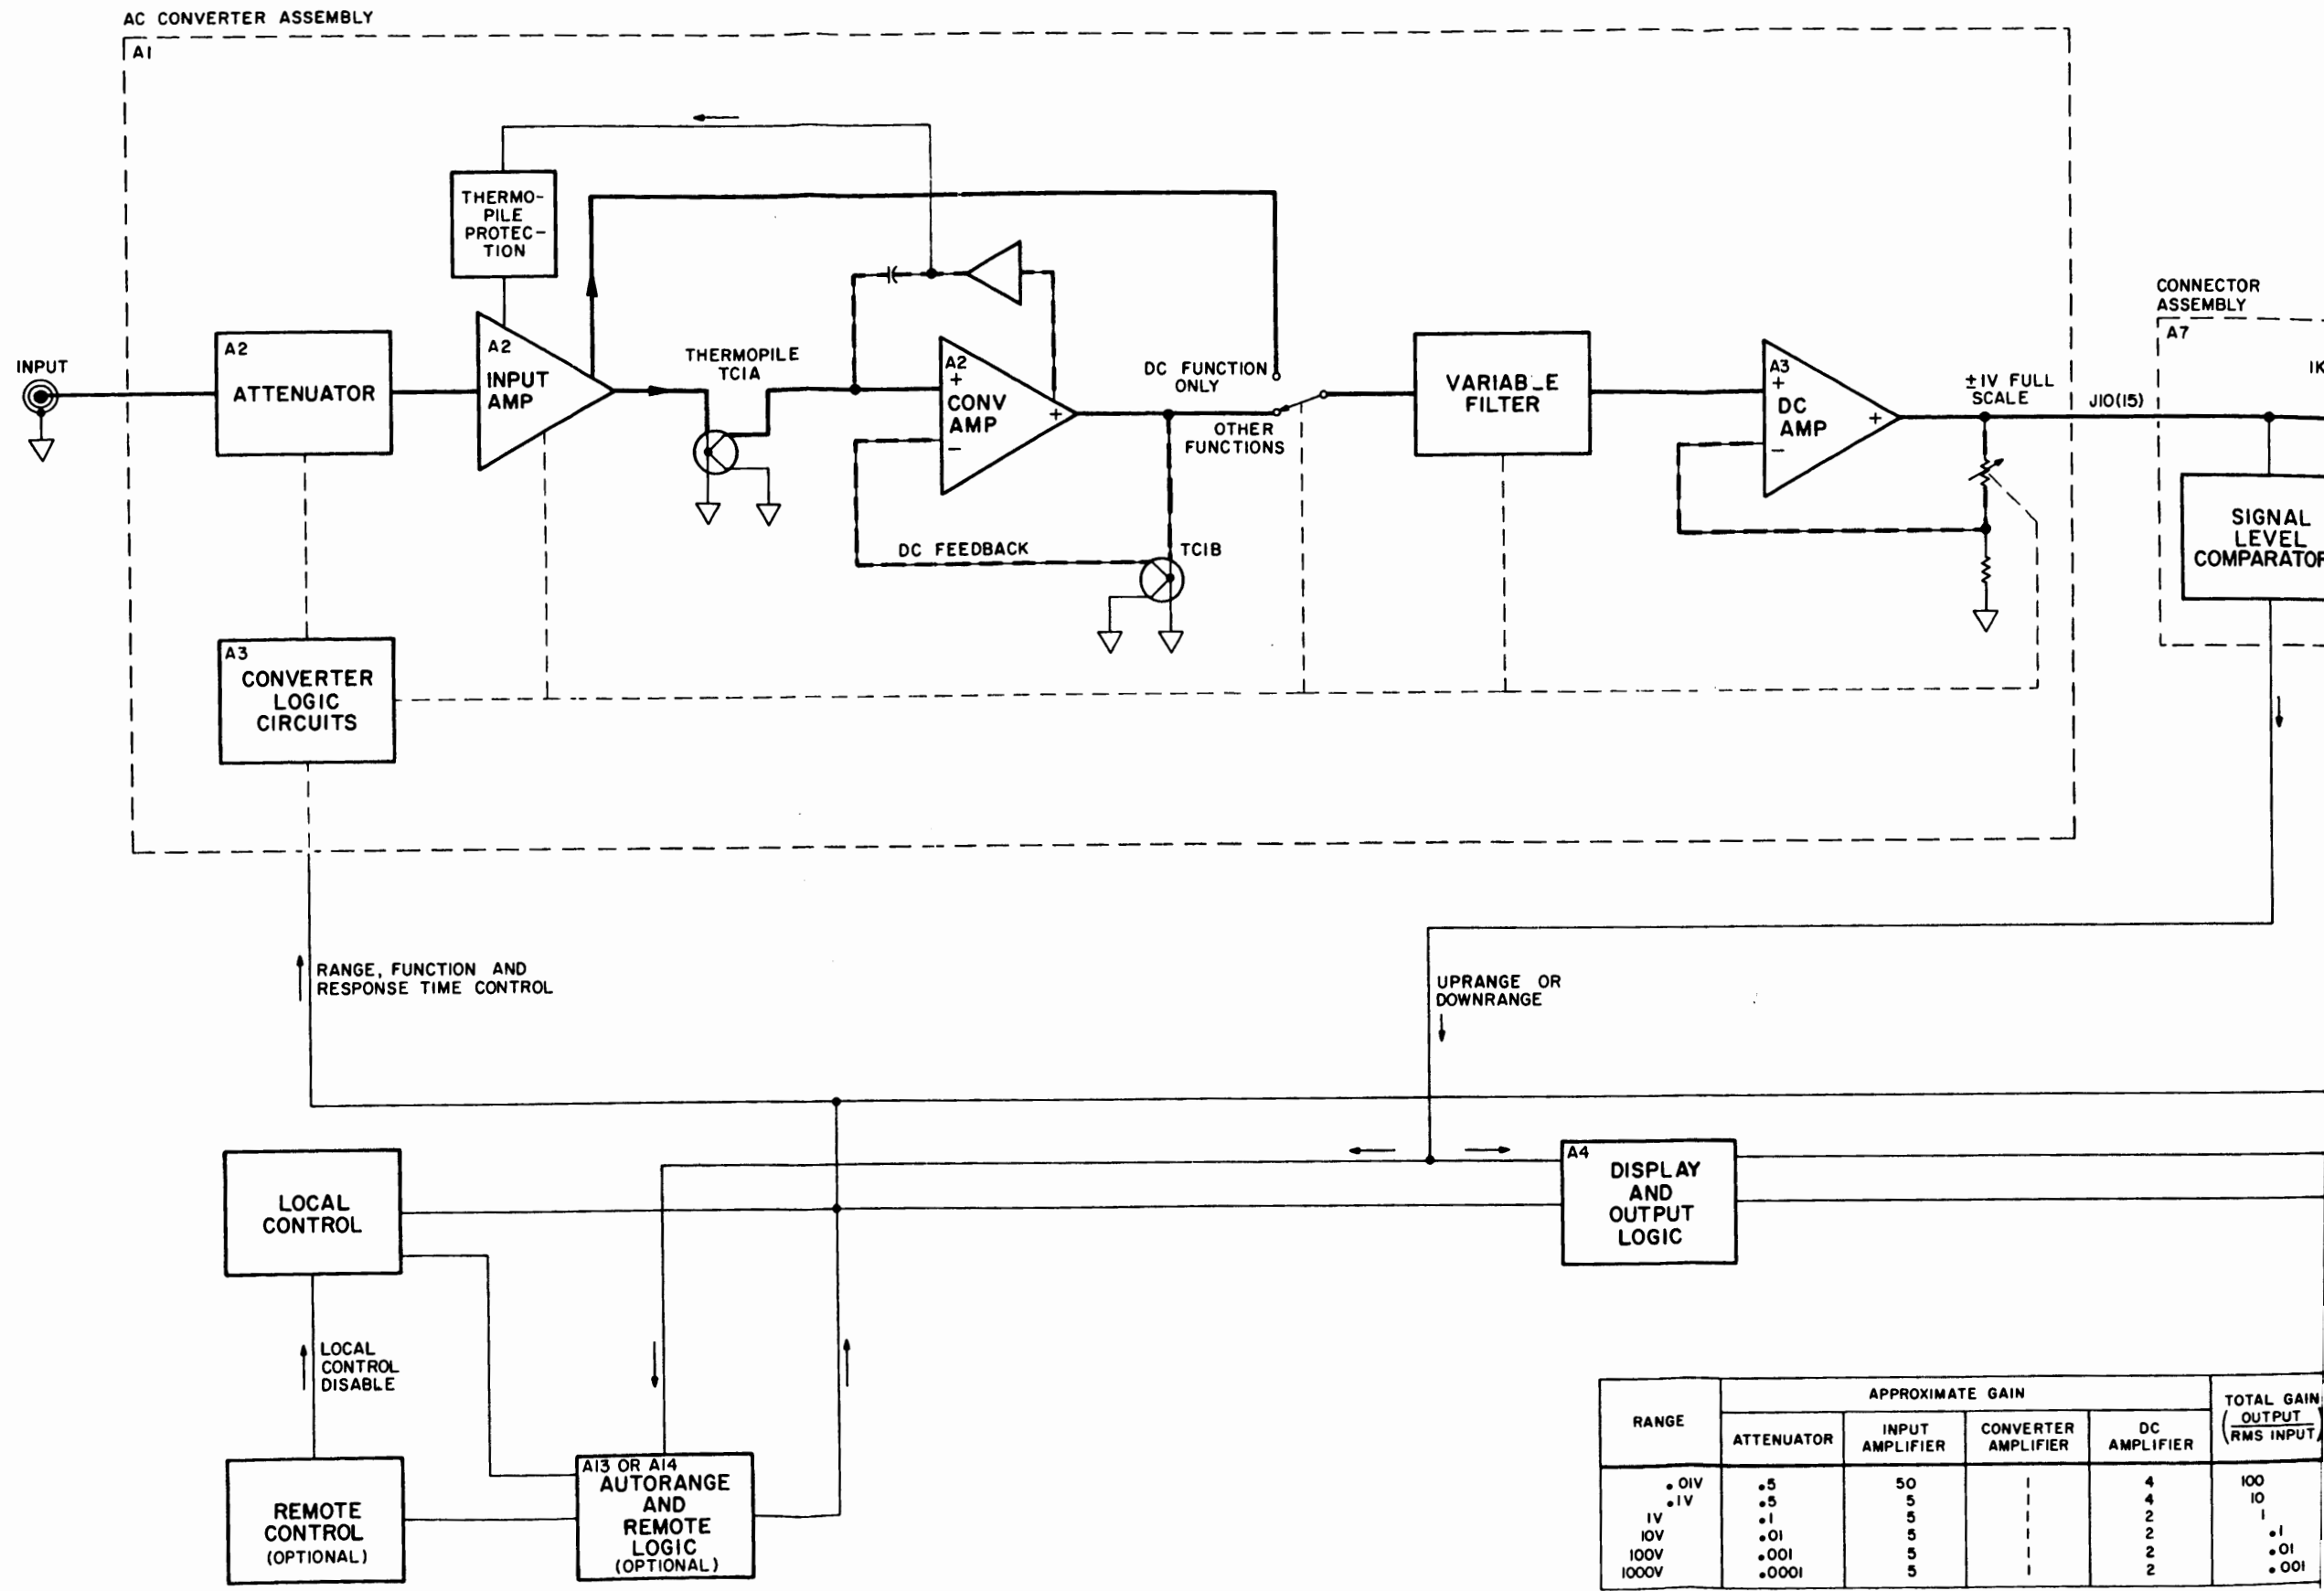 AC CONVERTER ASSEMBLY
A1
THERMO-
PILE
PROTEC-
TION
CONNECTOR
ASSEMBLY
A7
INPUT
A2
ATTENUATOR
A2
INPUT
AMP
THERMOPILE
TC1A
A2
+
CONV
AMP
+
-
DC FUNCTION
ONLY
OTHER
FUNCTIONS
VARIABLE
FILTER
A3
+
DC
AMP
+
-
±1V FULL
SCALE
J10(15)
1K
SIGNAL
LEVEL
COMPARATOR
DC FEEDBACK
TC1B
A3
CONVERTER
LOGIC
CIRCUITS
RANGE, FUNCTION AND
RESPONSE TIME CONTROL
UPRANGE OR
DOWNRANGE
LOCAL
CONTROL
A4
DISPLAY
AND
OUTPUT
LOGIC
LOCAL
CONTROL
DISABLE
REMOTE
CONTROL
(OPTIONAL)
A13 OR A14
AUTORANGE
AND
REMOTE
LOGIC
(OPTIONAL)
RANGE APPROXIMATE GAIN TOTAL GAIN
ATTENUATOR INPUT AMPLIFIER CONVERTER AMPLIFIER DC AMPLIFIER (OUTPUT / RMS INPUT)
.01V .5 50 1 4 100
.1V .5 5 1 4 10
1V .1 5 1 2 1
10V .01 5 1 2 .1
100V .001 5 1 2 .01
1000V .0001 5 1 2 .001